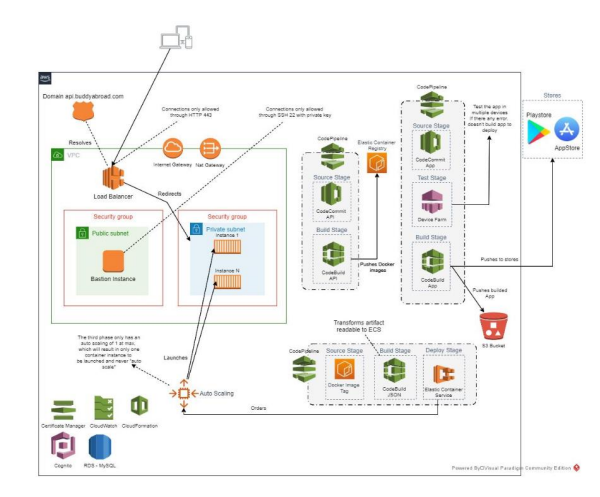 aws
Domain api.buddyabroad.com
Connections only allowed
through HTTP 443
Connections only allowed
through SSH 22 with private key
Resolves
VPC
Internet Gateway
Nat Gateway
Load Balancer
Redirects
Security group
Public subnet
Bastion Instance
Security group
Private subnet
Instance 1
Instance N
The third phase only has an
auto scaling of 1 at max,
which will result in only one
container instance to
be launched and never "auto
scale"
Launches
Auto Scaling
Orders
Certificate Manager
CloudWatch
CloudFormation
Cognito
RDS - MySQL
CodePipeline
Source Stage
CodeCommit
API
Build Stage
CodeBuild
API
Elastic Container
Registry
Pushes Docker
images
CodePipeline
Source Stage
CodeCommit
App
Test Stage
Device Farm
Build Stage
CodeBuild
App
Test the app in
multiple devices
if there any error,
doesn't build app to
deploy
Stores
Playstore
AppStore
Pushes to stores
Pushes builded
App
S3 Bucket
Transforms artifact
readable to ECS
CodePipeline
Source Stage
Docker Image
Tag
Build Stage
CodeBuild
JSON
Deploy Stage
Elastic Container
Service
Powered By Visual Paradigm Community Edition